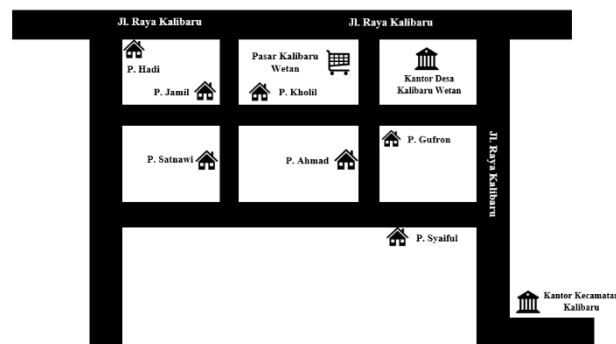 Jl. Raya Kalibaru
Jl. Raya Kalibaru
P. Hadi
P. Jamil
Pasar Kalibaru
Wetan
P. Kholil
Kantor Desa
Kalibaru Wetan
P. Satnawi
P. Ahmad
P. Gufron
Jl. Raya Kalibaru
P. Syaiful
Kantor Kecamatan
Kalibaru